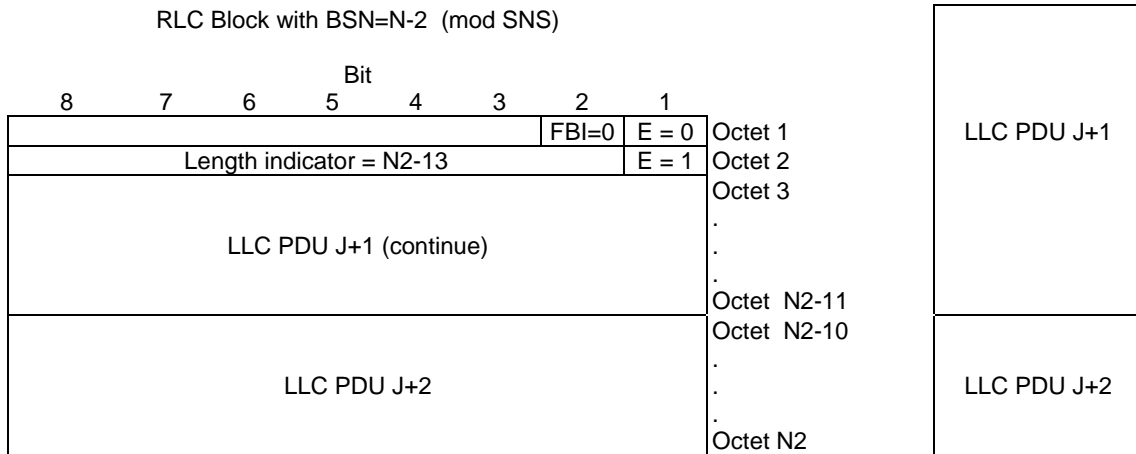 RLC Block with BSN=N-2 (mod SNS)
Bit
8 7 6 5 4 3 2 1
FBI=0 E = 0 Octet 1 LLC PDU J+1
Length indicator = N2-13 E = 1 Octet 2
Octet 3
.
LLC PDU J+1 (continue) .
.
Octet N2-11
Octet N2-10
.
LLC PDU J+2 . LLC PDU J+2
.
Octet N2